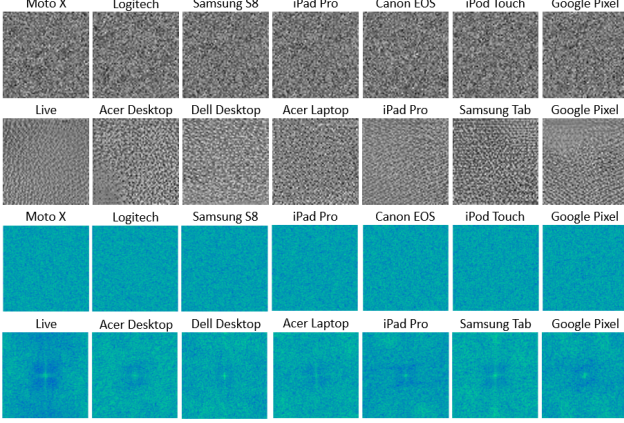 Moto X Logitech Samsung S8 iPad Pro Canon EOS iPod Touch Google Pixel
Live Acer Desktop Dell Desktop Acer Laptop iPad Pro Samsung Tab Google Pixel
Moto X Logitech Samsung S8 iPad Pro Canon EOS iPod Touch Google Pixel
Live Acer Desktop Dell Desktop Acer Laptop iPad Pro Samsung Tab Google Pixel